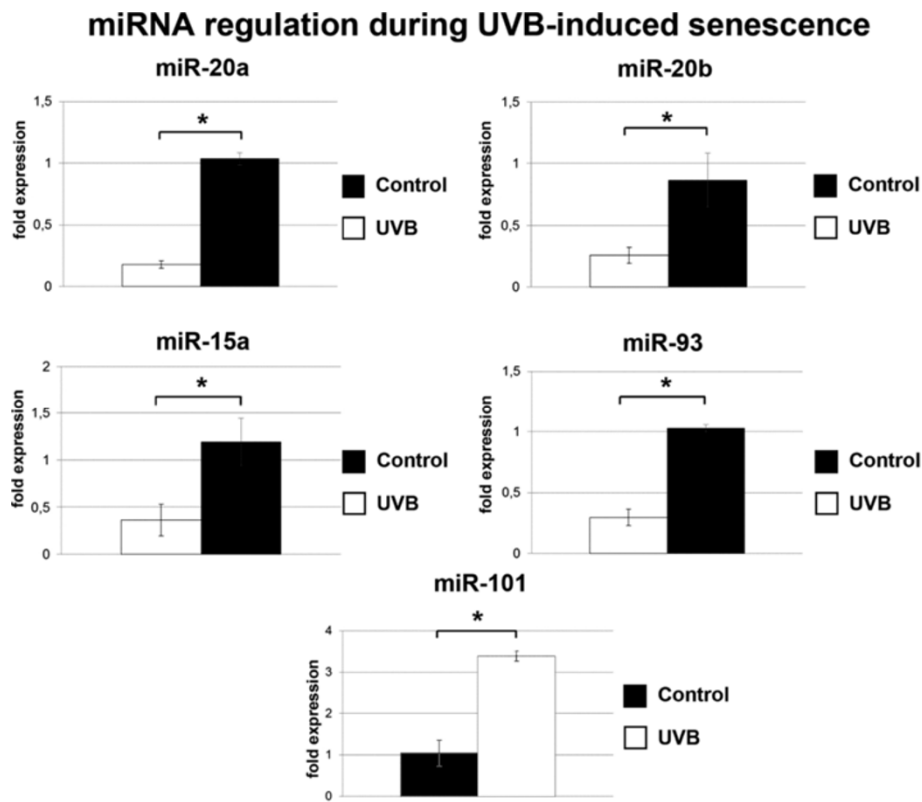 miRNA regulation during UVB-induced senescence
miR-20a
fold expression
1,5
1
0,5
0
*
Control
UVB
miR-20b
fold expression
1,5
1
0,5
0
*
Control
UVB
miR-15a
fold expression
2
1,5
1
0,5
0
*
Control
UVB
miR-93
fold expression
1,5
1
0,5
0
*
Control
UVB
miR-101
fold expression
4
3
2
1
0
*
Control
UVB